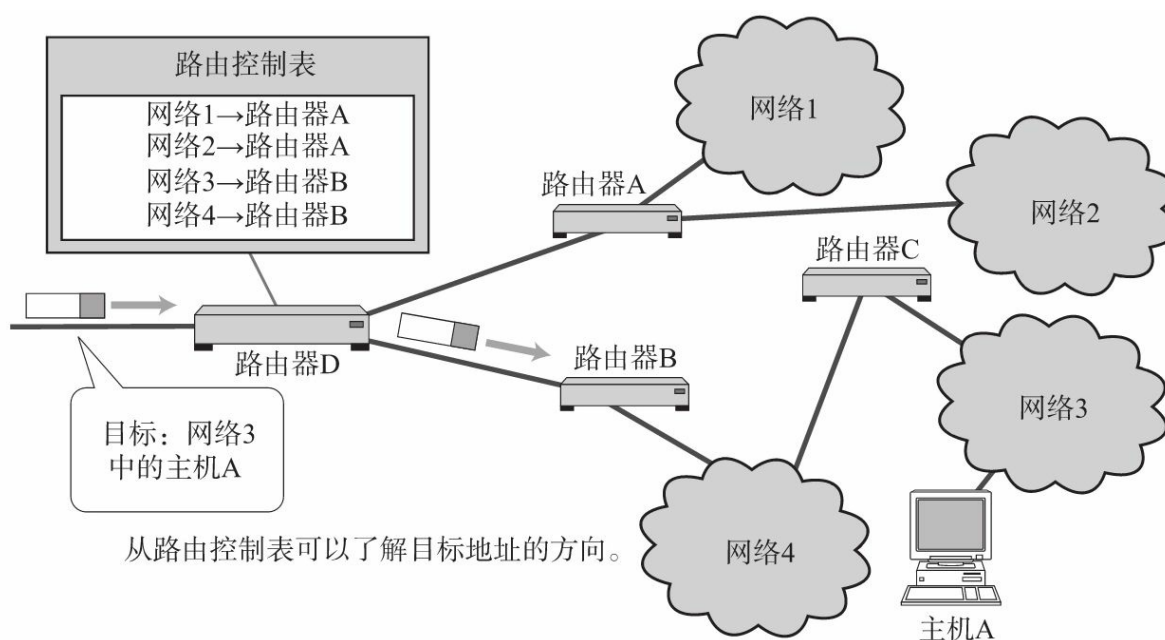 路由控制表
网络1→路由器A
网络2→路由器A
网络3→路由器B
网络4→路由器B
网络1
路由器A
网络2
路由器C
路由器D
路由器B
网络3
目标：网络3
中的主机A
从路由控制表可以了解目标地址的方向。
网络4
主机A